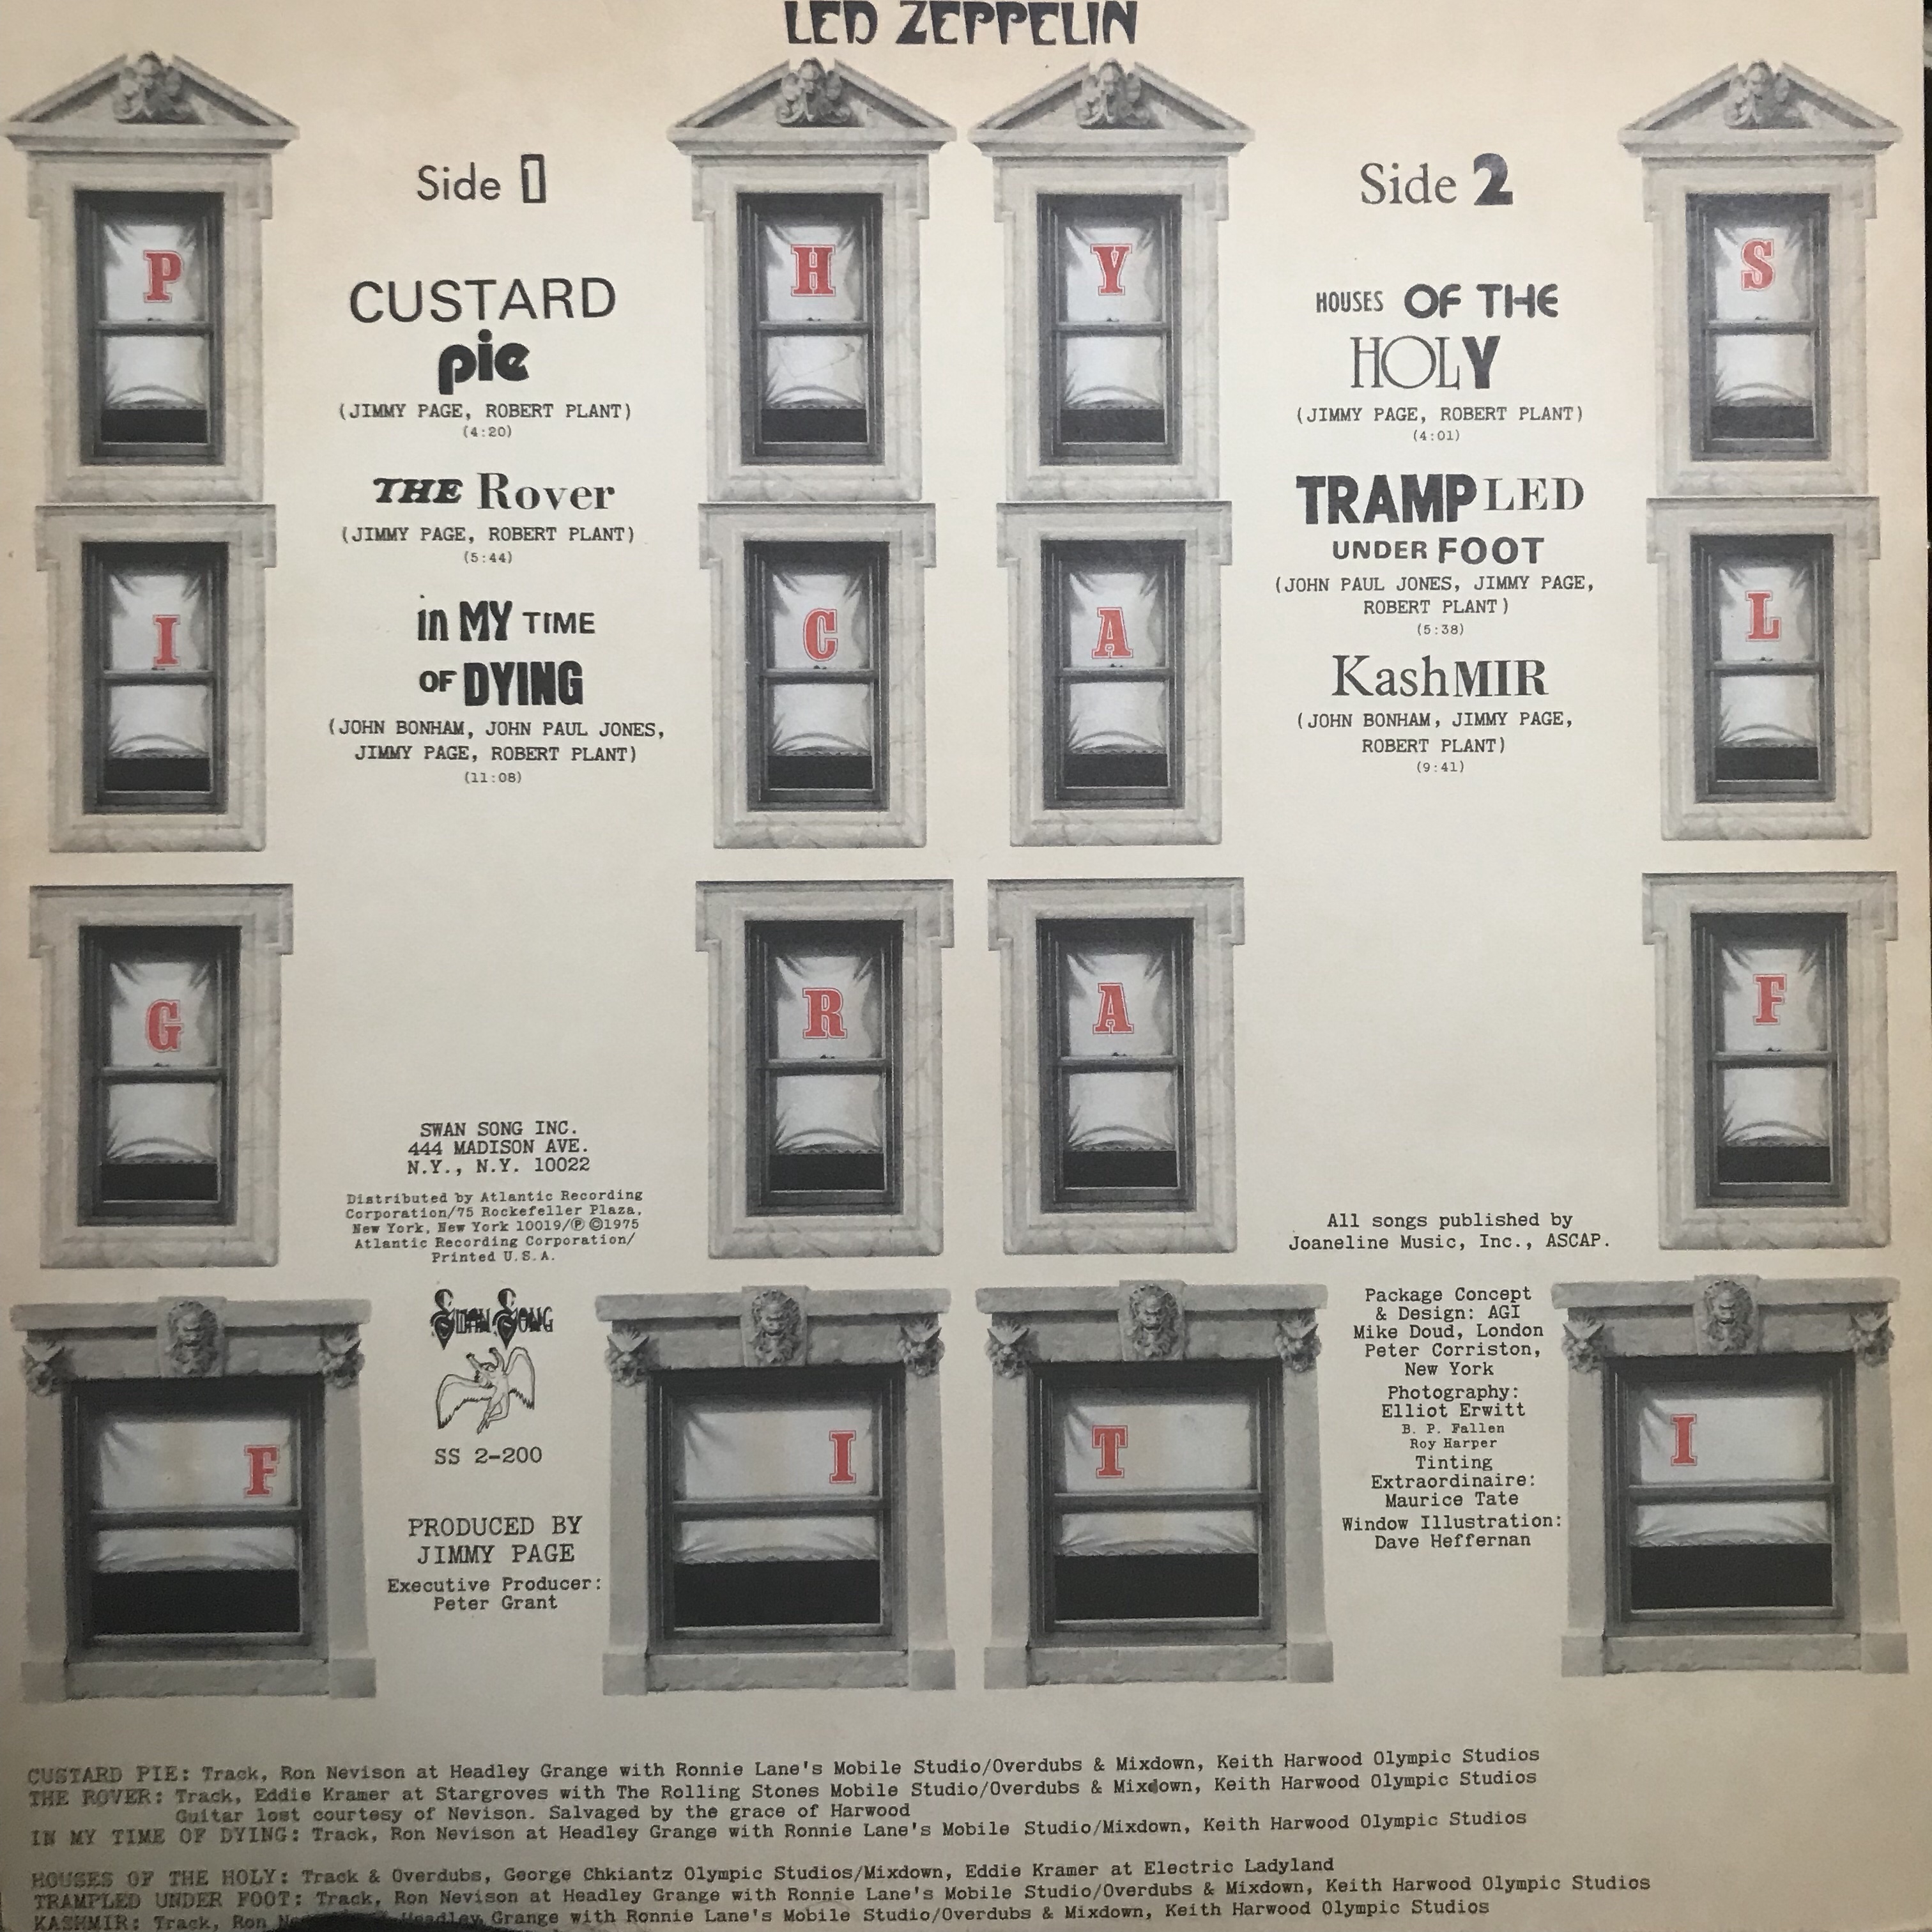 LED ZEPPELIN
P
H
Y
S
I
C
A
L
G
R
A
F
F
I
T
I
Side 1
CUSTARD
pie
(JIMMY PAGE, ROBERT PLANT)
(4:20)
THE Rover
(JIMMY PAGE, ROBERT PLANT)
(5:44)
in MY TIME
OF DYING
(JOHN BONHAM, JOHN PAUL JONES,
JIMMY PAGE, ROBERT PLANT)
(11:08)
SWAN SONG INC.
444 MADISON AVE.
N.Y., N.Y. 10022
Distributed by Atlantic Recording
Corporation/75 Rockefeller Plaza,
New York, New York 10019/℗ ©1975
Atlantic Recording Corporation/
Printed U.S.A.
SWAN SONG
SS 2-200
PRODUCED BY
JIMMY PAGE
Executive Producer:
Peter Grant
Side 2
HOUSES OF THE
HOLY
(JIMMY PAGE, ROBERT PLANT)
(4:01)
TRAMPLED
UNDER FOOT
(JOHN PAUL JONES, JIMMY PAGE,
ROBERT PLANT)
(5:38)
KashMIR
(JOHN BONHAM, JIMMY PAGE,
ROBERT PLANT)
(9:41)
All songs published by
Joaneline Music, Inc., ASCAP.
Package Concept
& Design: AGI
Mike Doud, London
Peter Corriston,
New York
Photography:
Elliot Erwitt
B. P. Fallen
Roy Harper
Tinting
Extraordinaire:
Maurice Tate
Window Illustration:
Dave Heffernan
CUSTARD PIE: Track, Ron Nevison at Headley Grange with Ronnie Lane's Mobile Studio/Overdubs & Mixdown, Keith Harwood Olympic Studios
THE ROVER: Track, Eddie Kramer at Stargroves with The Rolling Stones Mobile Studio/Overdubs & Mixdown, Keith Harwood Olympic Studios
Guitar lost courtesy of Nevison. Salvaged by the grace of Harwood
IN MY TIME OF DYING: Track, Ron Nevison at Headley Grange with Ronnie Lane's Mobile Studio/Mixdown, Keith Harwood Olympic Studios
HOUSES OF THE HOLY: Track & Overdubs, George Chkiantz Olympic Studios/Mixdown, Eddie Kramer at Electric Ladyland
TRAMPLED UNDER FOOT: Track, Ron Nevison at Headley Grange with Ronnie Lane's Mobile Studio/Overdubs & Mixdown, Keith Harwood Olympic Studios
KASHMIR: Track, Ron Headley Grange with Ronnie Lane's Mobile Studio/Overdubs & Mixdown, Keith Harwood Olympic Studios